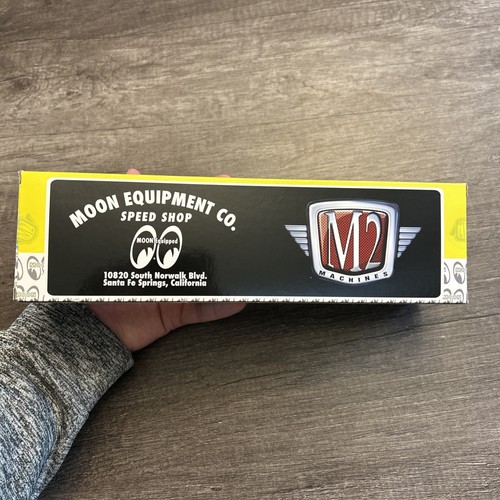 MOON EQUIPMENT CO.
SPEED SHOP
MOON Equipped
10820 South Norwalk Blvd.
Santa Fe Springs, California
M2
MACHINES